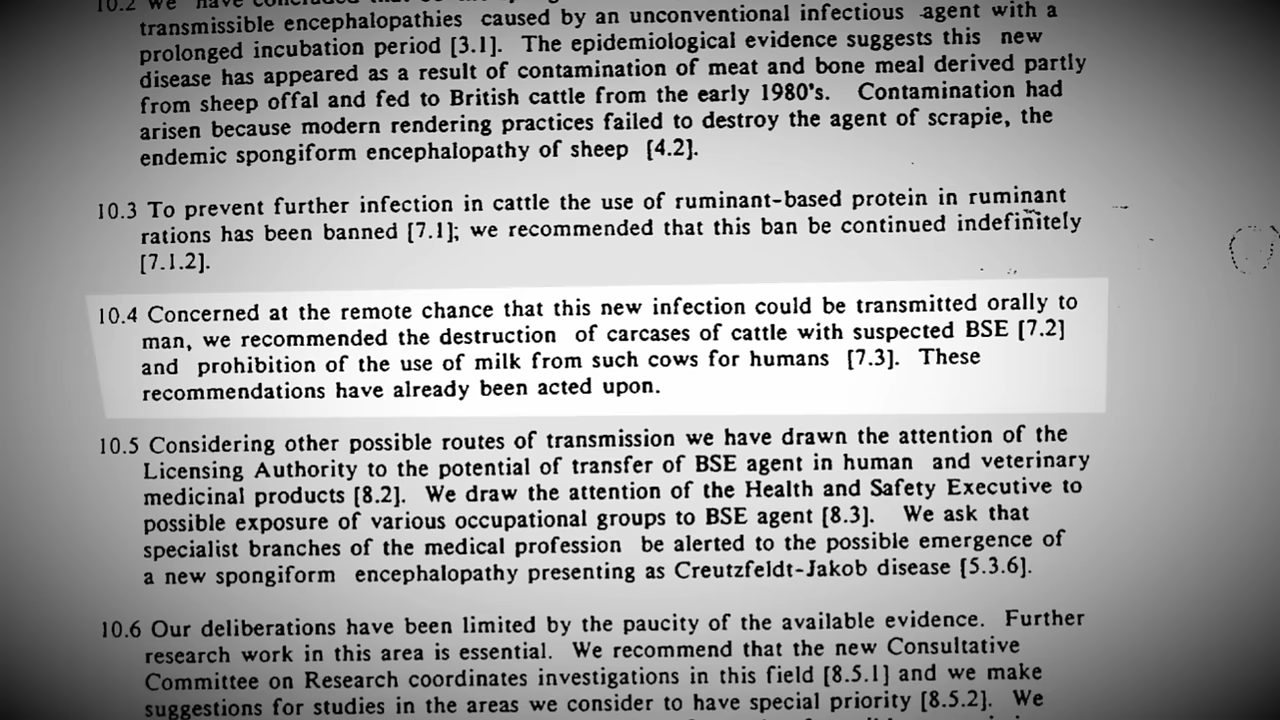 10.2 We have concluded that
transmissible encephalopathies caused by an unconventional infectious agent with a
prolonged incubation period [3.1]. The epidemiological evidence suggests this new
disease has appeared as a result of contamination of meat and bone meal derived partly
from sheep offal and fed to British cattle from the early 1980's. Contamination had
arisen because modern rendering practices failed to destroy the agent of scrapie, the
endemic spongiform encephalopathy of sheep [4.2].
10.3 To prevent further infection in cattle the use of ruminant-based protein in ruminant
rations has been banned [7.1]; we recommended that this ban be continued indefinitely
[7.1.2].
10.4 Concerned at the remote chance that this new infection could be transmitted orally to
man, we recommended the destruction of carcases of cattle with suspected BSE [7.2]
and prohibition of the use of milk from such cows for humans [7.3]. These
recommendations have already been acted upon.
10.5 Considering other possible routes of transmission we have drawn the attention of the
Licensing Authority to the potential of transfer of BSE agent in human and veterinary
medicinal products [8.2]. We draw the attention of the Health and Safety Executive to
possible exposure of various occupational groups to BSE agent [8.3]. We ask that
specialist branches of the medical profession be alerted to the possible emergence of
a new spongiform encephalopathy presenting as Creutzfeldt-Jakob disease [5.3.6].
10.6 Our deliberations have been limited by the paucity of the available evidence. Further
research work in this area is essential. We recommend that the new Consultative
Committee on Research coordinates investigations in this field [8.5.1] and we make
suggestions for studies in the areas we consider to have special priority [8.5.2]. We